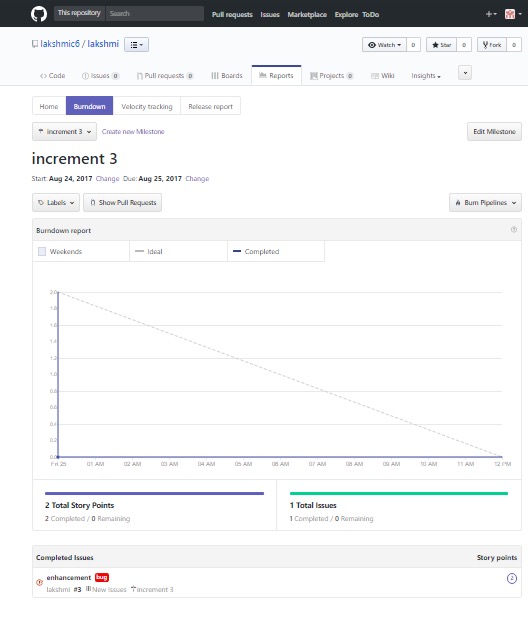 This repository Search Pull requests Issues Marketplace Explore ToDo
lakshmic6 / lakshmi Watch 0 Star 0 Fork 0
Code Issues 0 Pull requests 0 Boards Reports Projects 0 Wiki Insights
Home Burndown Velocity tracking Release report
increment 3 Create new Milestone Edit Milestone
increment 3
Start: Aug 24, 2017 Change Due: Aug 25, 2017 Change
Labels Show Pull Requests Burn Pipelines
Burndown report
Weekends Ideal Completed
2.0
1.8
1.6
1.4
1.2
1.0
0.8
0.6
0.4
0.2
0.0
Fri 25 01 AM 02 AM 03 AM 04 AM 05 AM 06 AM 07 AM 08 AM 09 AM 10 AM 11 AM 12 PM
2 Total Story Points 1 Total Issues
2 Completed / 0 Remaining 1 Completed / 0 Remaining
Completed Issues Story points
enhancement bug 2
lakshmi #3 New Issues increment 3